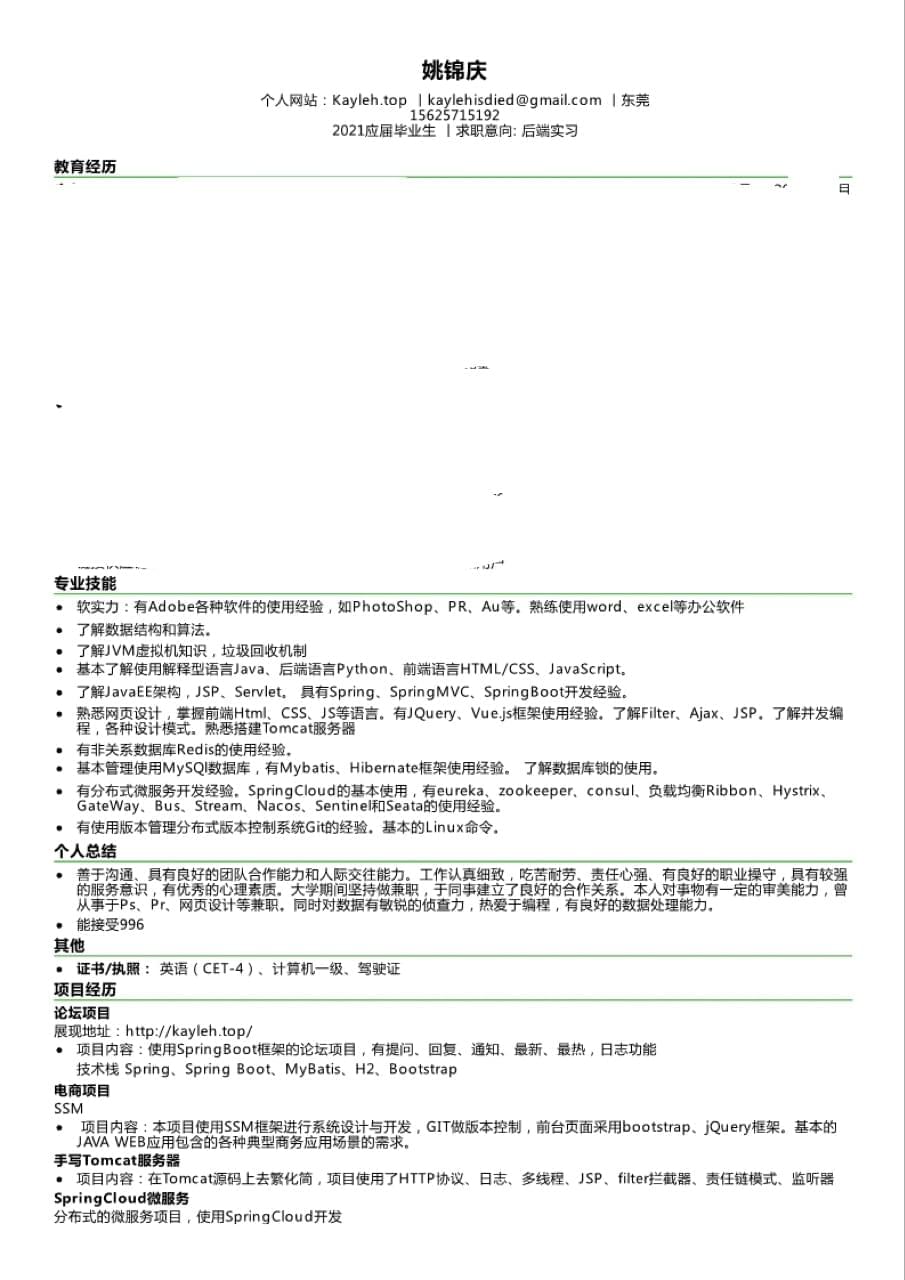 姚锦庆
个人网站：Kayleh.top ｜kaylehisdied@gmail.com ｜东莞
15625715192
2021应届毕业生 ｜求职意向: 后端实习
教育经历
专业技能
• 软实力：有Adobe各种软件的使用经验，如PhotoShop、PR、Au等。熟练使用word、excel等办公软件
• 了解数据结构和算法。
• 了解JVM虚拟机知识，垃圾回收机制
• 基本了解使用解释型语言Java、后端语言Python、前端语言HTML/CSS、JavaScript。
• 了解JavaEE架构，JSP、Servlet。 具有Spring、SpringMVC、SpringBoot开发经验。
• 熟悉网页设计，掌握前端Html、CSS、JS等语言。有JQuery、Vue.js框架使用经验。了解Filter、Ajax、JSP。了解并发编
程，各种设计模式。熟悉搭建Tomcat服务器
• 有非关系数据库Redis的使用经验。
• 基本管理使用MySQl数据库，有Mybatis、Hibernate框架使用经验。 了解数据库锁的使用。
• 有分布式微服务开发经验。SpringCloud的基本使用，有eureka、zookeeper、consul、负载均衡Ribbon、Hystrix、
GateWay、Bus、Stream、Nacos、Sentinel和Seata的使用经验。
• 有使用版本管理分布式版本控制系统Git的经验。基本的Linux命令。
个人总结
• 善于沟通、具有良好的团队合作能力和人际交往能力。工作认真细致，吃苦耐劳、责任心强、有良好的职业操守，具有较强
的服务意识，有优秀的心理素质。大学期间坚持做兼职，于同事建立了良好的合作关系。本人对事物有一定的审美能力，曾
从事于Ps、Pr、网页设计等兼职。同时对数据有敏锐的侦查力，热爱于编程，有良好的数据处理能力。
• 能接受996
其他
• 证书/执照： 英语（CET-4）、计算机一级、驾驶证
项目经历
论坛项目
展现地址：http://kayleh.top/
• 项目内容：使用SpringBoot框架的论坛项目，有提问、回复、通知、最新、最热，日志功能
技术栈 Spring、Spring Boot、MyBatis、H2、Bootstrap
电商项目
SSM
• 项目内容：本项目使用SSM框架进行系统设计与开发，GIT做版本控制，前台页面采用bootstrap、jQuery框架。基本的
JAVA WEB应用包含的各种典型商务应用场景的需求。
手写Tomcat服务器
• 项目内容：在Tomcat源码上去繁化简，项目使用了HTTP协议、日志、多线程、JSP、filter拦截器、责任链模式、监听器
SpringCloud微服务
分布式的微服务项目，使用SpringCloud开发